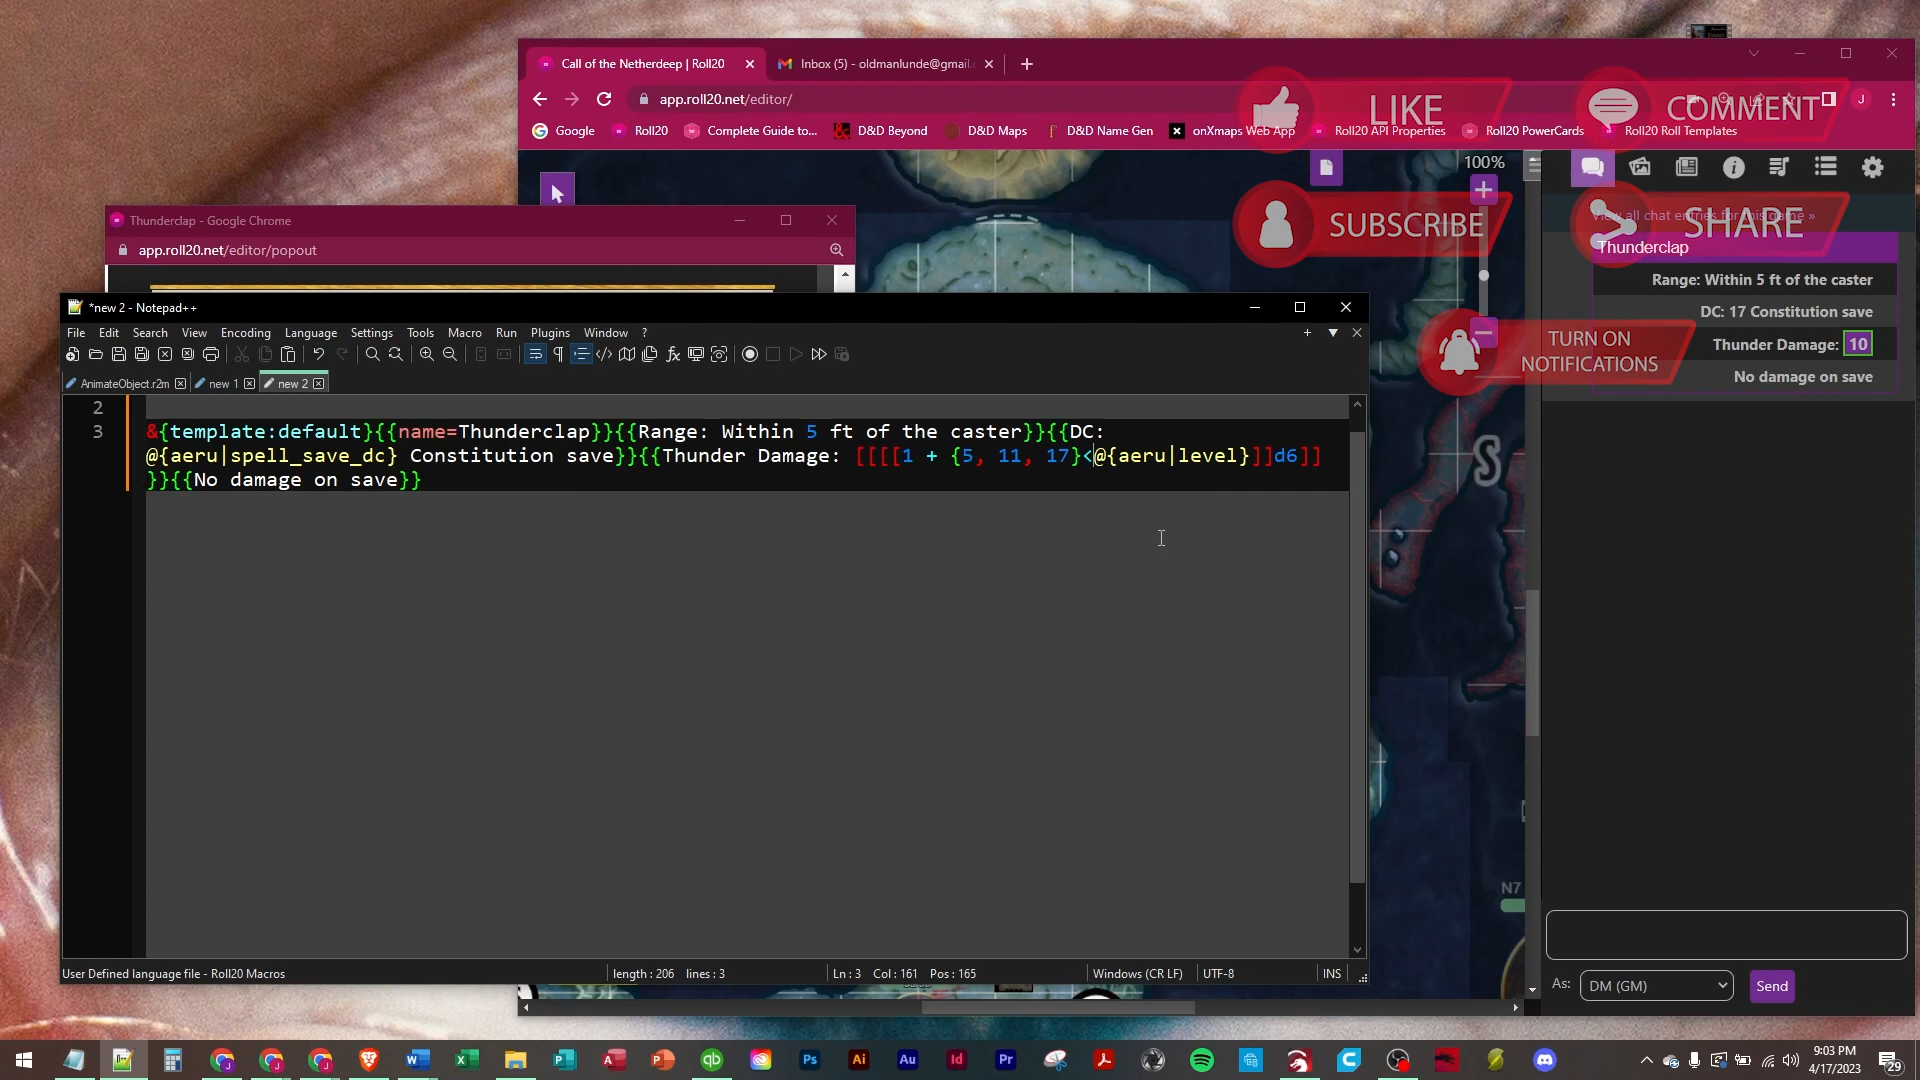 Call of the Netherdeep | Roll20
Inbox (5) - oldmanlunde@gmail.
app.roll20.net/editor/
LIKE
COMMENT
Google
Roll20
Complete Guide to...
D&D Beyond
D&D Maps
D&D Name Gen
onXmaps Web App
Roll20 API Properties
Roll20 PowerCards
Roll20 Roll Templates
100%
Thunderclap - Google Chrome
app.roll20.net/editor/popout
SUBSCRIBE
SHARE
View all chat entries for this game »
Thunderclap
Range: Within 5 ft of the caster
DC: 17 Constitution save
Thunder Damage: 10
No damage on save
TURN ON
NOTIFICATIONS
*new 2 - Notepad++
File Edit Search View Encoding Language Settings Tools Macro Run Plugins Window ?
AnimateObject.r2m
new 1
new 2
2
3
&{template:default}{{name=Thunderclap}}{{Range: Within 5 ft of the caster}}{{DC:
@{aeru|spell_save_dc} Constitution save}}{{Thunder Damage: [[[[1 + {5, 11, 17}<@{aeru|level}]]d6]]
}}{{No damage on save}}
S
N7
User Defined language file - Roll20 Macros
length : 206 lines : 3
Ln : 3 Col : 161 Pos : 165
Windows (CR LF)
UTF-8
INS
As:
DM (GM)
Send
9:03 PM
4/17/2023
29